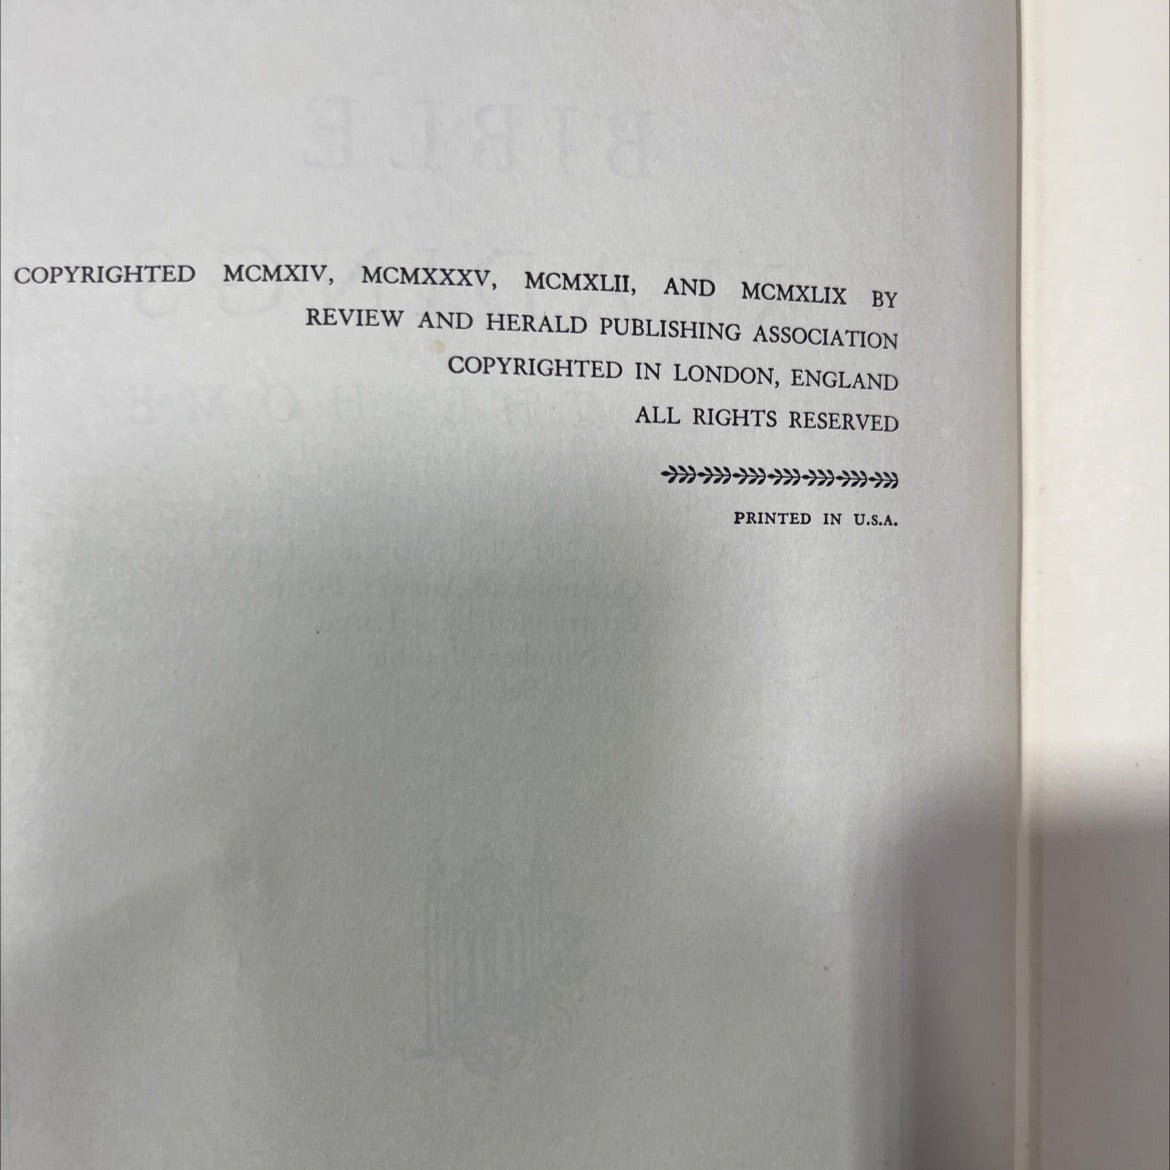 COPYRIGHTED MCMXIV, MCMXXXV, MCMXLII, AND MCMXLIX BY
REVIEW AND HERALD PUBLISHING ASSOCIATION
COPYRIGHTED IN LONDON, ENGLAND
ALL RIGHTS RESERVED
PRINTED IN U.S.A.